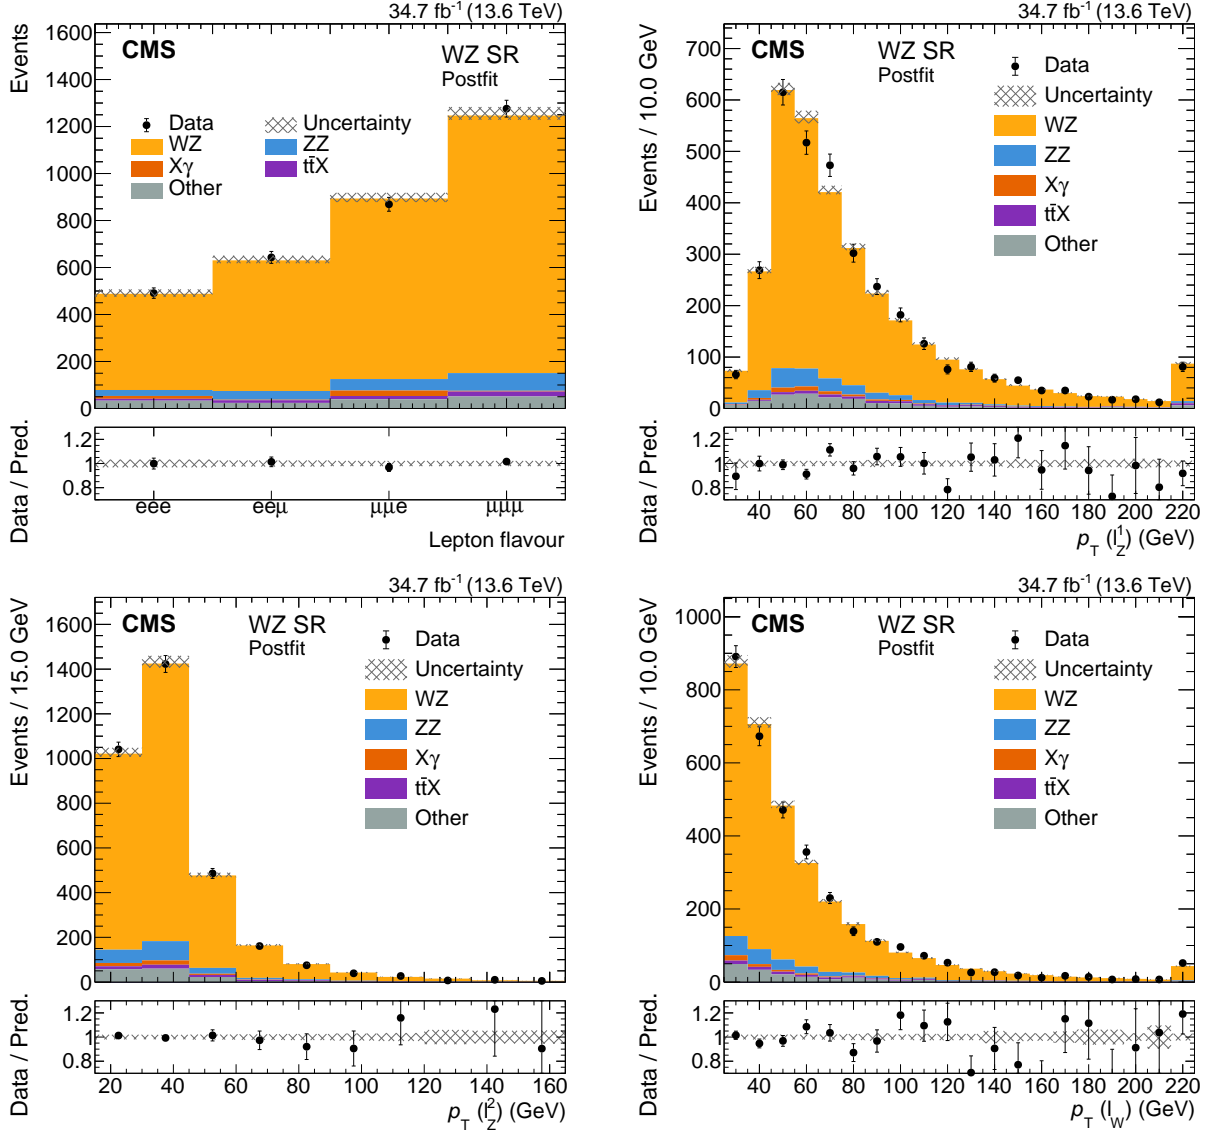 34.7 fb⁻¹ (13.6 TeV)
Events
1600
1400
1200
1000
800
600
400
200
0
CMS
WZ SR
Postfit
Data
Uncertainty
WZ
ZZ
Xγ
tt̄X
Other
Data / Pred.
1.2
1
0.8
eee
eeμ
μμe
μμμ
Lepton flavour
34.7 fb⁻¹ (13.6 TeV)
Events / 10.0 GeV
700
600
500
400
300
200
100
0
CMS
WZ SR
Postfit
Data
Uncertainty
WZ
ZZ
Xγ
tt̄X
Other
Data / Pred.
1.2
1
0.8
40 60 80 100 120 140 160 180 200 220
p_T (l_Z^1) (GeV)
34.7 fb⁻¹ (13.6 TeV)
Events / 15.0 GeV
1600
1400
1200
1000
800
600
400
200
0
CMS
WZ SR
Postfit
Data
Uncertainty
WZ
ZZ
Xγ
tt̄X
Other
Data / Pred.
1.2
1
0.8
20 40 60 80 100 120 140 160
p_T (l_Z^2) (GeV)
34.7 fb⁻¹ (13.6 TeV)
Events / 10.0 GeV
1000
800
600
400
200
0
CMS
WZ SR
Postfit
Data
Uncertainty
WZ
ZZ
Xγ
tt̄X
Other
Data / Pred.
1.2
1
0.8
40 60 80 100 120 140 160 180 200 220
p_T (l_W) (GeV)